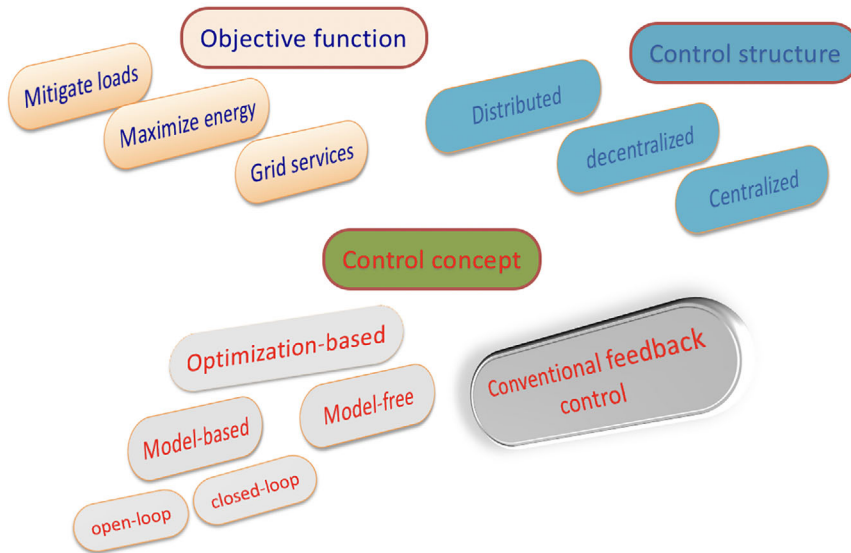 Objective function
Mitigate loads
Maximize energy
Grid services
Control structure
Distributed
decentralized
Centralized
Control concept
Optimization-based
Model-based
Model-free
open-loop
closed-loop
Conventional feedback
control